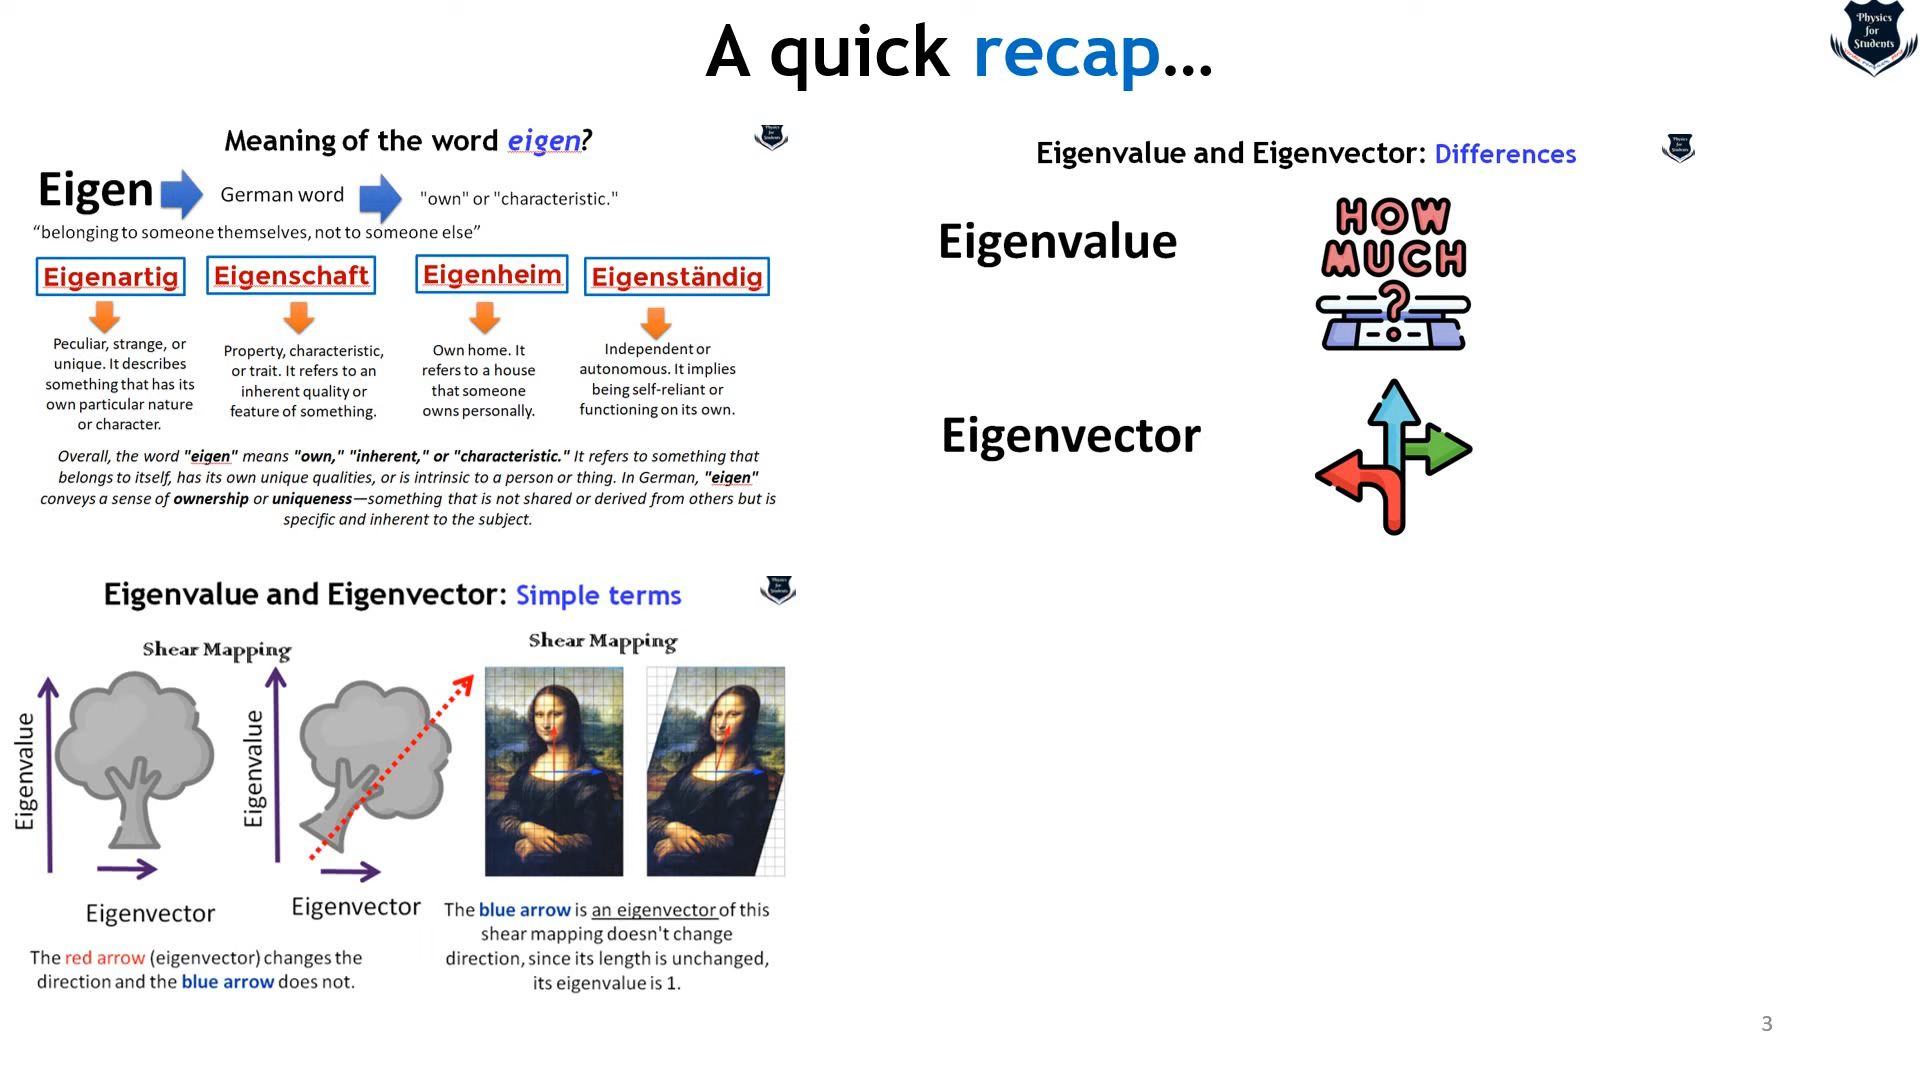 A quick recap...
Physics
for
Students
Meaning of the word eigen?
Physics
for
Students
Eigen
German word
"own" or "characteristic."
“belonging to someone themselves, not to someone else”
Eigenartig
Eigenschaft
Eigenheim
Eigenständig
Peculiar, strange, or
unique. It describes
something that has its
own particular nature
or character.
Property, characteristic,
or trait. It refers to an
inherent quality or
feature of something.
Own home. It
refers to a house
that someone
owns personally.
Independent or
autonomous. It implies
being self-reliant or
functioning on its own.
Overall, the word "eigen" means "own," "inherent," or "characteristic." It refers to something that
belongs to itself, has its own unique qualities, or is intrinsic to a person or thing. In German, "eigen"
conveys a sense of ownership or uniqueness—something that is not shared or derived from others but is
specific and inherent to the subject.
Eigenvalue and Eigenvector: Differences
Physics
for
Students
Eigenvalue
HOW
MUCH
?
Eigenvector
Eigenvalue and Eigenvector: Simple terms
Physics
for
Students
Shear Mapping
Shear Mapping
Eigenvalue
Eigenvalue
Eigenvector
Eigenvector
The red arrow (eigenvector) changes the
direction and the blue arrow does not.
The blue arrow is an eigenvector of this
shear mapping doesn't change
direction, since its length is unchanged,
its eigenvalue is 1.
3